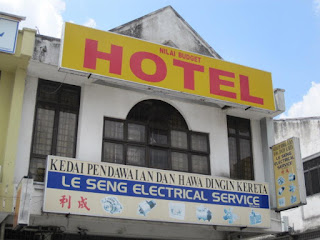 NILAI BUDGET
HOTEL
KEDAI PENDAWAIAN DAN HAWA DINGIN KERETA
LE SENG ELECTRICAL SERVICE
利成